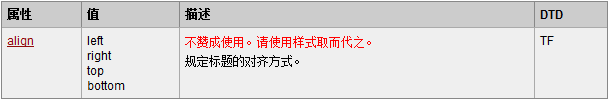 属性 值 描述 DTD
align left 不赞成使用。请使用样式取而代之。 TF
right 规定标题的对齐方式。
top
bottom